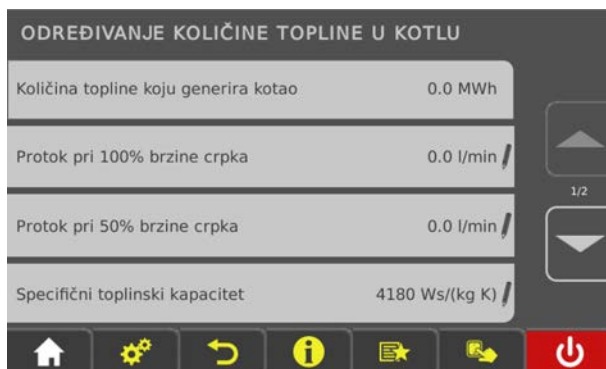 ODREĐIVANJE KOLIČINE TOPLINE U KOTLU
Količina topline koju generira kotao 0.0 MWh
Protok pri 100% brzine crpka 0.0 l/min
1/2
Protok pri 50% brzine crpka 0.0 l/min
Specifični toplinski kapacitet 4180 Ws/(kg K)